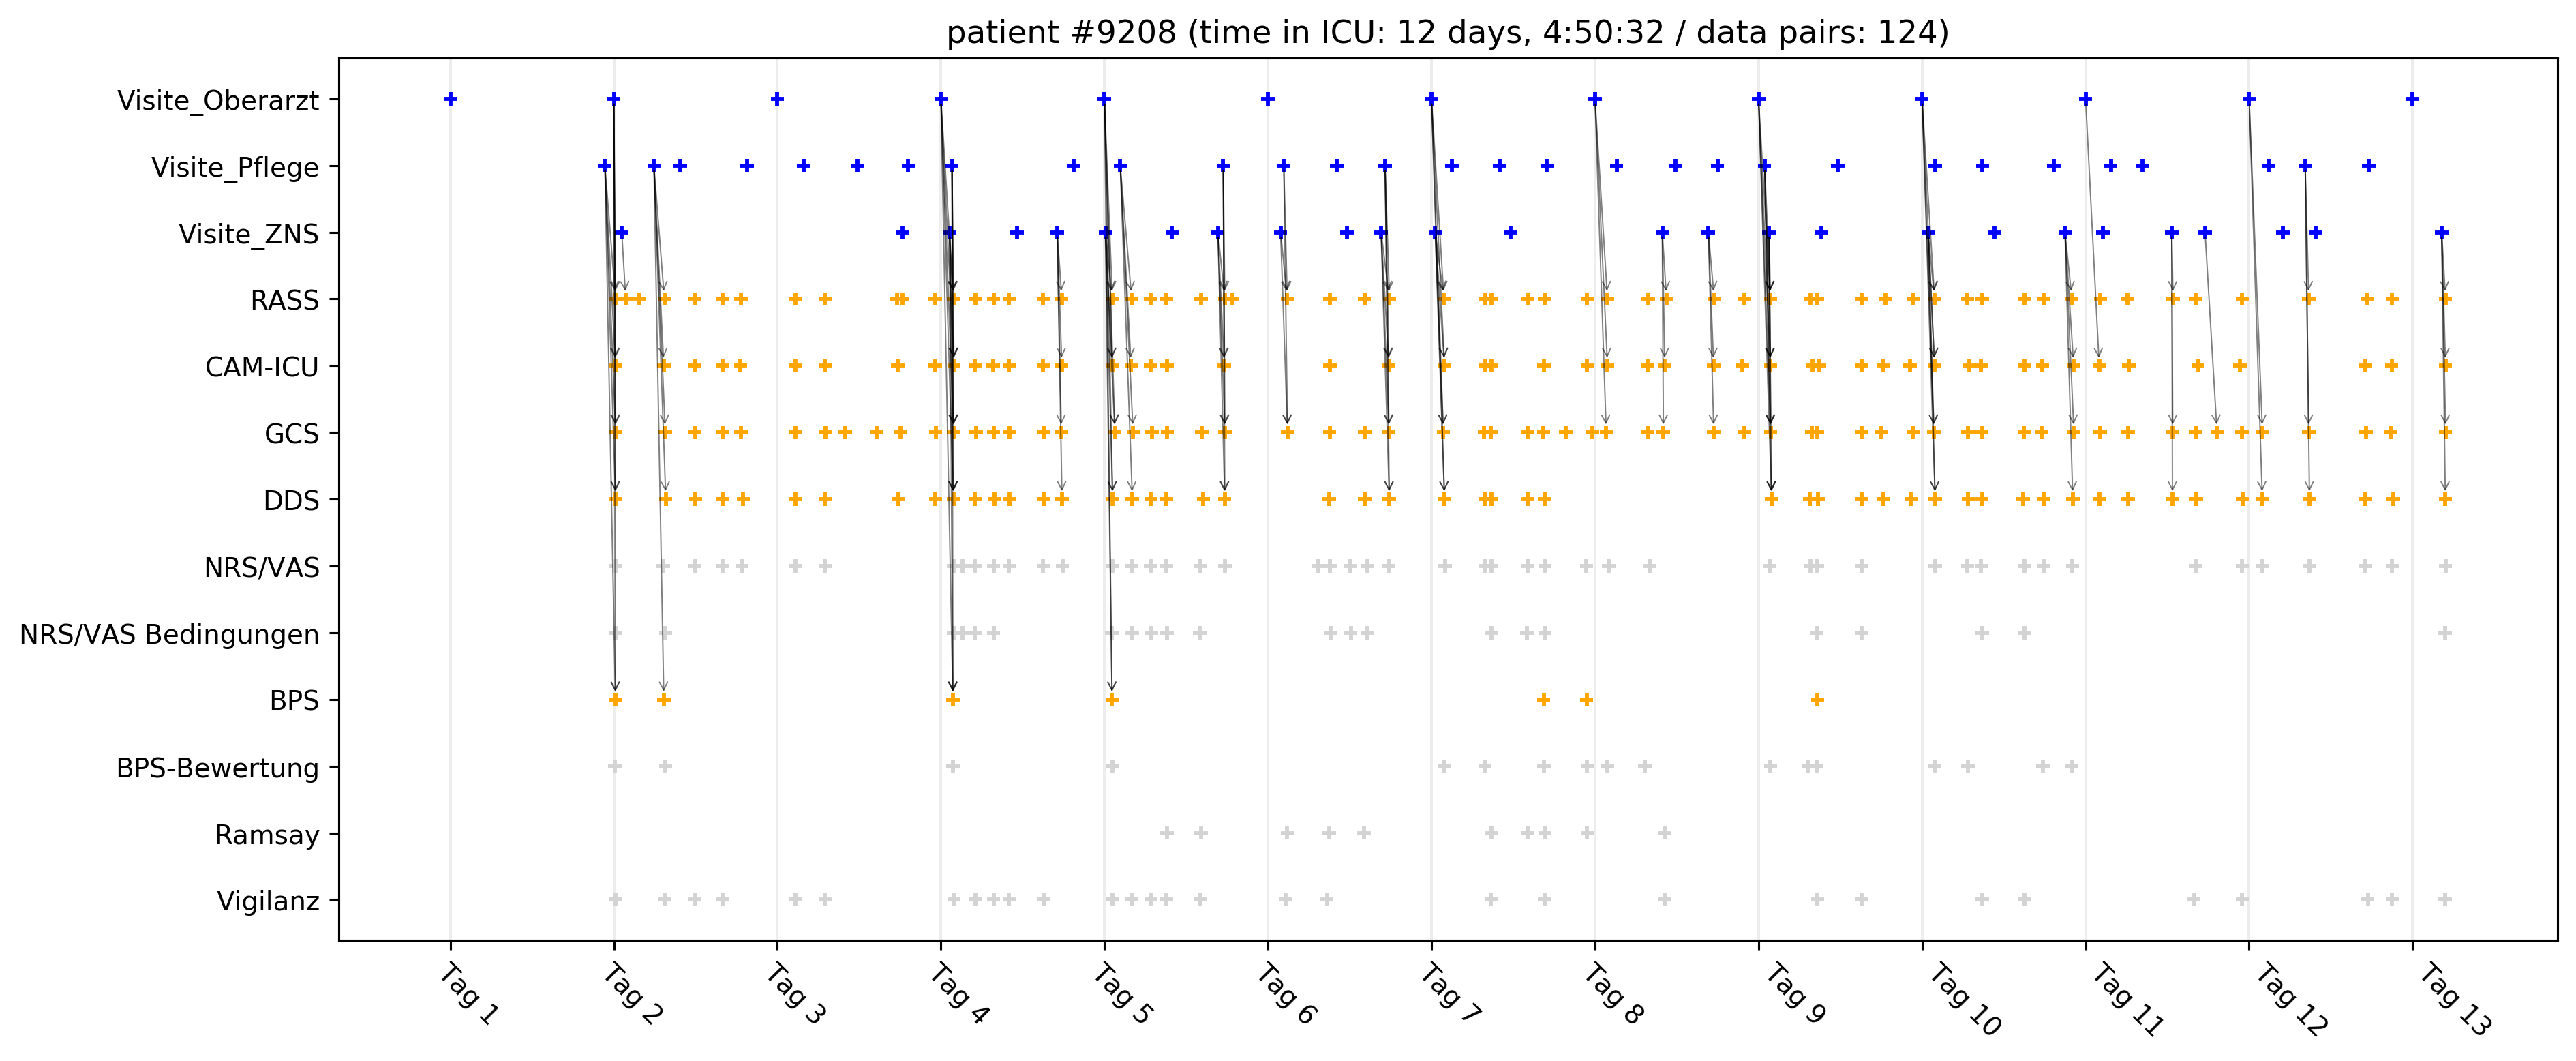 patient #9208 (time in ICU: 12 days, 4:50:32 / data pairs: 124)
Visite_Oberarzt
Visite_Pflege
Visite_ZNS
RASS
CAM-ICU
GCS
DDS
NRS/VAS
NRS/VAS Bedingungen
BPS
BPS-Bewertung
Ramsay
Vigilanz
Tag 1
Tag 2
Tag 3
Tag 4
Tag 5
Tag 6
Tag 7
Tag 8
Tag 9
Tag 10
Tag 11
Tag 12
Tag 13